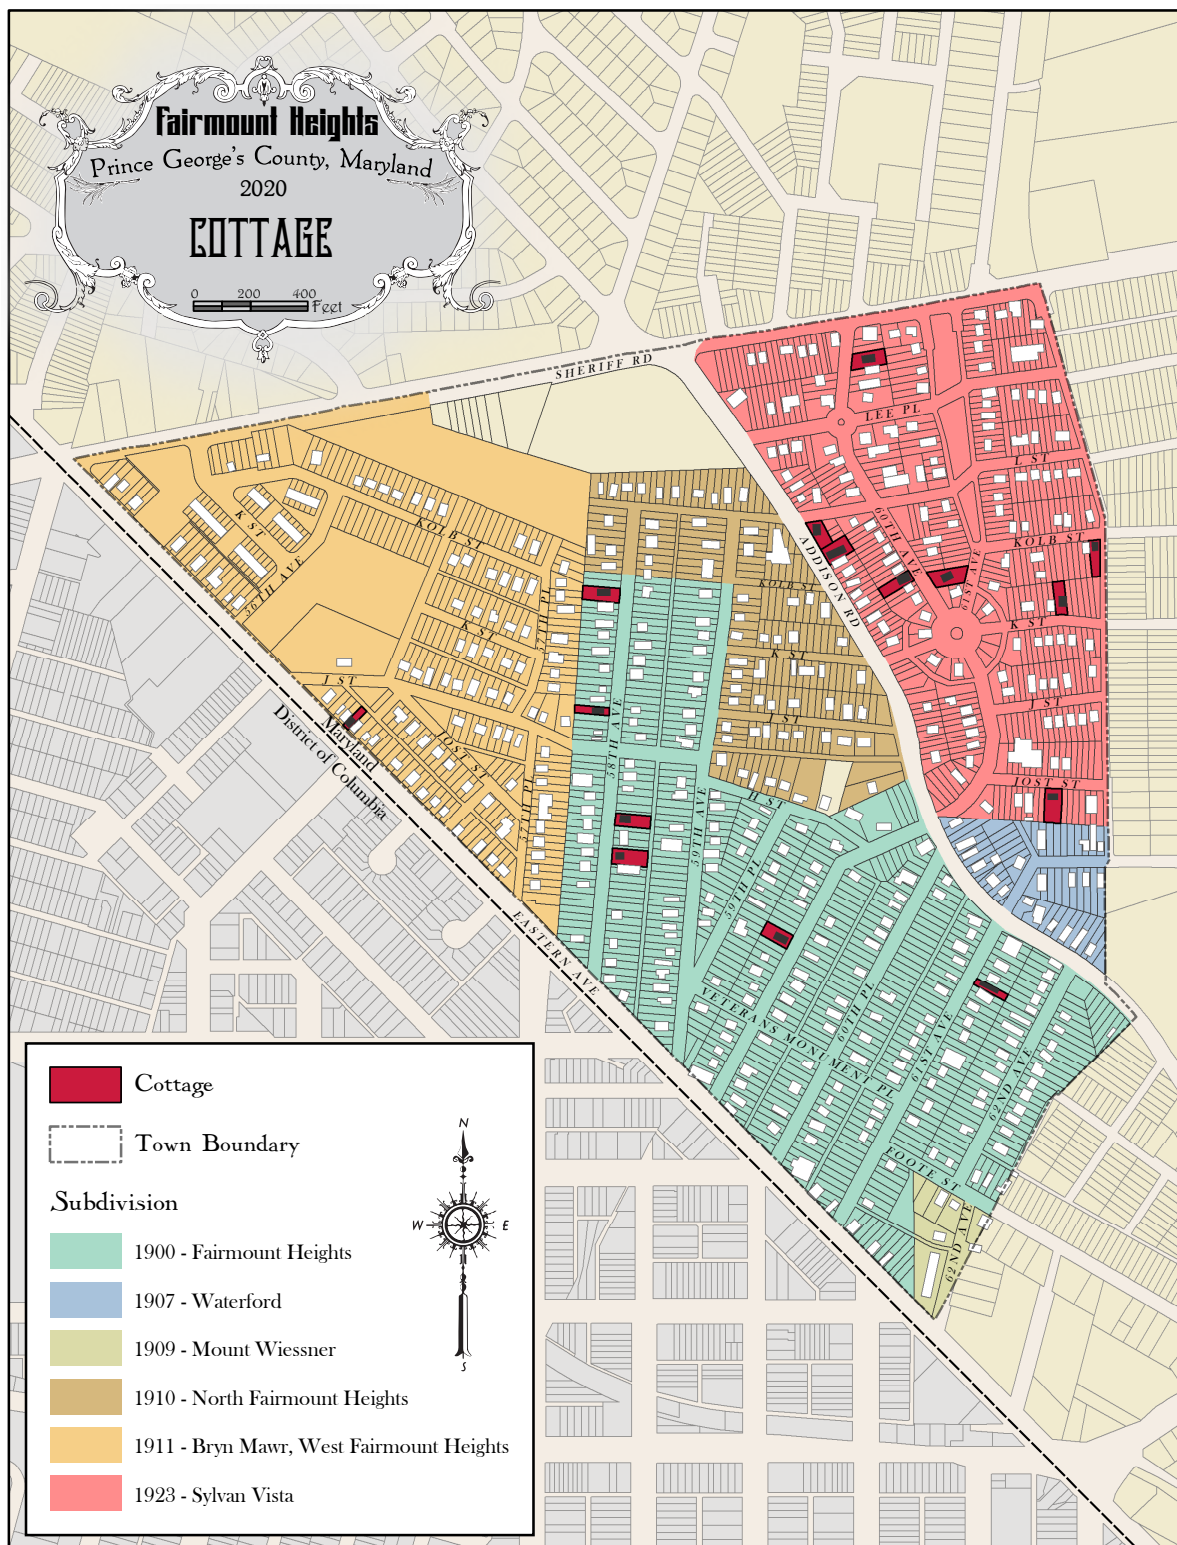 Fairmount Heights
Prince George's County, Maryland
2020
COTTAGE
0 200 400 Feet
SHERIFF RD
LEE PL
L ST
KOLB ST
60TH AVE
61ST AVE
ADDISON RD
K ST
J ST
JOST ST
KOLB ST
K ST
56TH AVE
KOLB ST
57TH PL
K ST
K ST
J ST
J ST
JOST ST
57TH PL
58TH AVE
59TH AVE
H ST
59TH PL
Maryland
District of Columbia
EASTERN AVE
VETERANS MONUMENT PL
60TH PL
61ST AVE
62ND AVE
FOOTE ST
62ND AVE
Cottage
Town Boundary
Subdivision
1900 - Fairmount Heights
1907 - Waterford
1909 - Mount Wiessner
1910 - North Fairmount Heights
1911 - Bryn Mawr, West Fairmount Heights
1923 - Sylvan Vista
N
W E
S